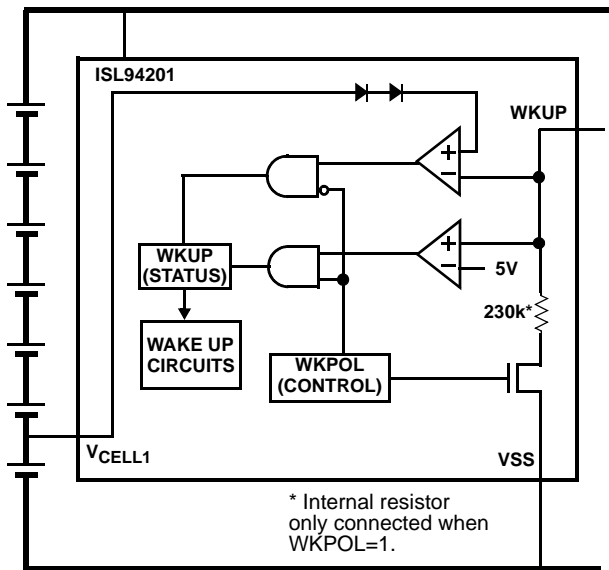 ISL94201
WKUP
+
−
+
−
5V
WKUP
(STATUS)
230k*
WAKE UP
CIRCUITS
WKPOL
(CONTROL)
VCELL1
VSS
* Internal resistor
only connected when
WKPOL=1.